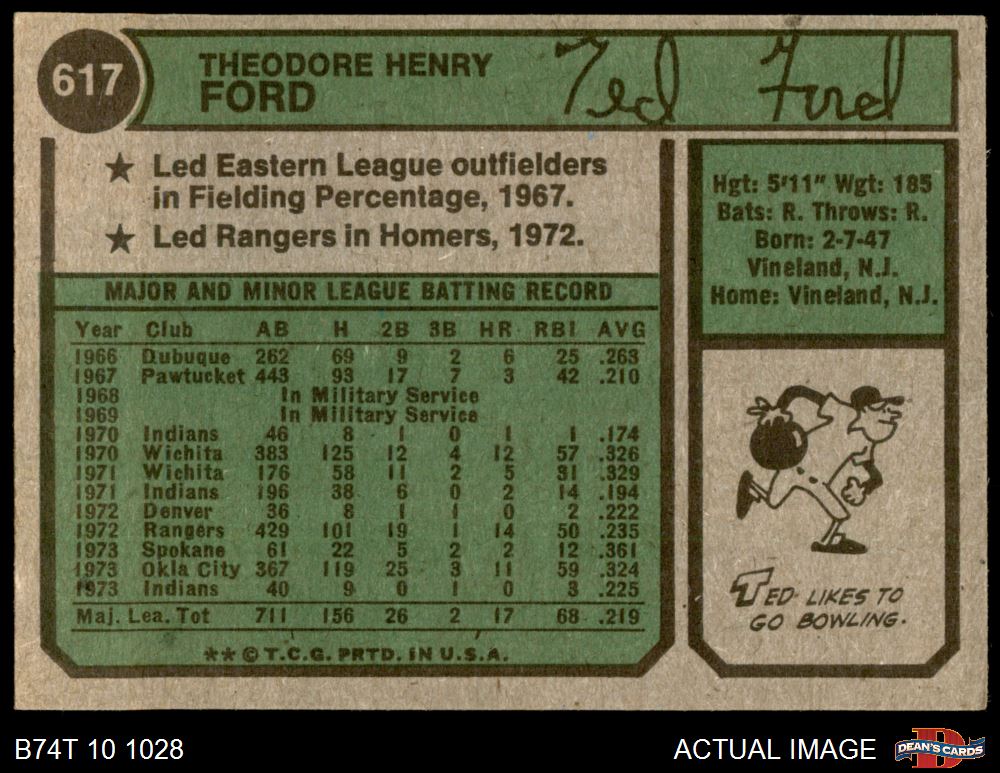 617
THEODORE HENRY
FORD
Ted Ford
★ Led Eastern League outfielders
in Fielding Percentage, 1967.
★ Led Rangers in Homers, 1972.
Hgt: 5'11" Wgt: 185
Bats: R. Throws: R.
Born: 2-7-47
Vineland, N.J.
Home: Vineland, N.J.
MAJOR AND MINOR LEAGUE BATTING RECORD
Year Club AB H 2B 3B HR RBI AVG
1966 Dubuque 262 69 9 2 6 25 .263
1967 Pawtucket 443 93 17 7 3 42 .210
1968 In Military Service
1969 In Military Service
1970 Indians 46 8 1 0 1 1 .174
1970 Wichita 383 125 12 4 12 57 .326
1971 Wichita 176 58 11 2 5 31 .329
1971 Indians 196 38 6 0 2 14 .194
1972 Denver 36 8 1 1 0 2 .222
1972 Rangers 429 101 19 1 14 50 .235
1973 Spokane 61 22 5 2 2 12 .361
1973 Okla City 367 119 25 3 11 59 .324
1973 Indians 40 9 0 1 0 3 .225
Maj. Lea. Tot 711 156 26 2 17 68 .219
** © T.C.G. PRTD. IN U.S.A.
TED LIKES TO
GO BOWLING.
B74T 10 1028
ACTUAL IMAGE
D
DEAN'S CARDS